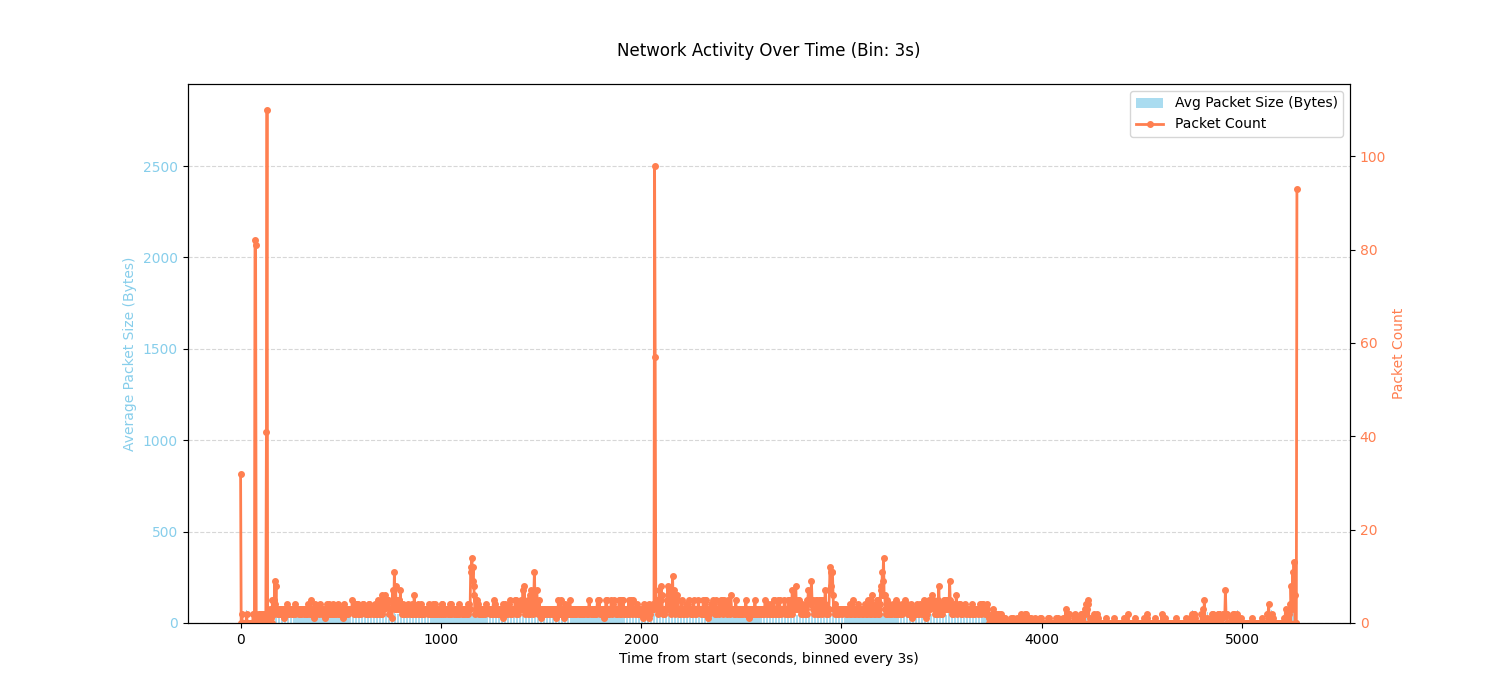 Network Activity Over Time (Bin: 3s)
Avg Packet Size (Bytes)
Packet Count
2500
2000
1500
1000
500
0
Average Packet Size (Bytes)
100
80
60
40
20
0
Packet Count
0 1000 2000 3000 4000 5000
Time from start (seconds, binned every 3s)